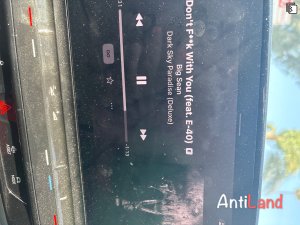 Don't F**k With You (feat. E-40) E
Big Sean
Dark Sky Paradise (Deluxe)
AntiLand